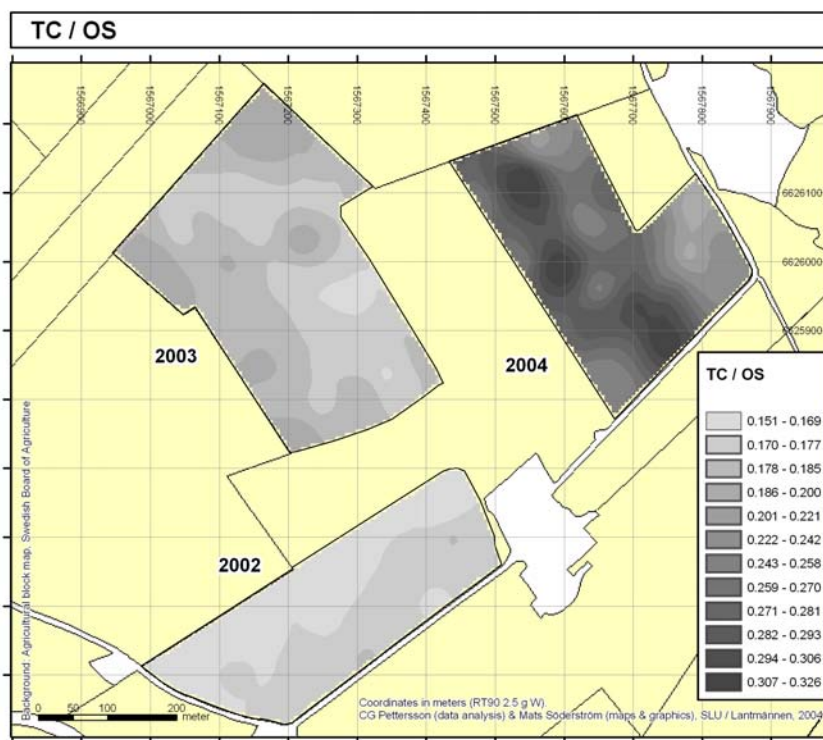 TC / OS
1566900
1567000
1567100
1567200
1567300
1567400
1567500
1567600
1567700
1567800
1567900
6626100
6626000
6625900
2003
2004
2002
TC / OS
0.151 - 0.169
0.170 - 0.177
0.178 - 0.185
0.186 - 0.200
0.201 - 0.221
0.222 - 0.242
0.243 - 0.258
0.259 - 0.270
0.271 - 0.281
0.282 - 0.293
0.294 - 0.306
0.307 - 0.326
Background: Agricultural block map, Swedish Board of Agriculture
0 50 100 200
meter
Coordinates in meters (RT90 2.5 g W).
CG Pettersson (data analysis) & Mats Söderström (maps & graphics), SLU / Lantmännen, 2004